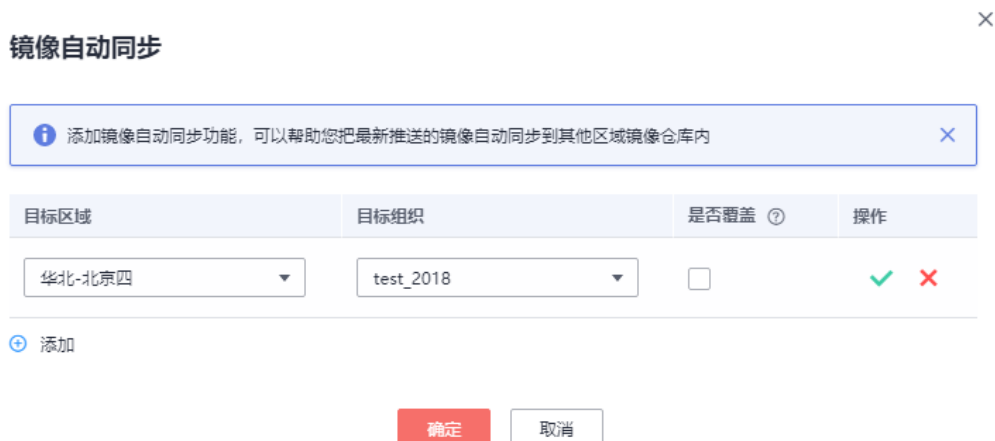 镜像自动同步
添加镜像自动同步功能，可以帮助您把最新推送的镜像自动同步到其他区域镜像仓库内
目标区域 目标组织 是否覆盖 操作
华北-北京四 test_2018
添加
确定 取消